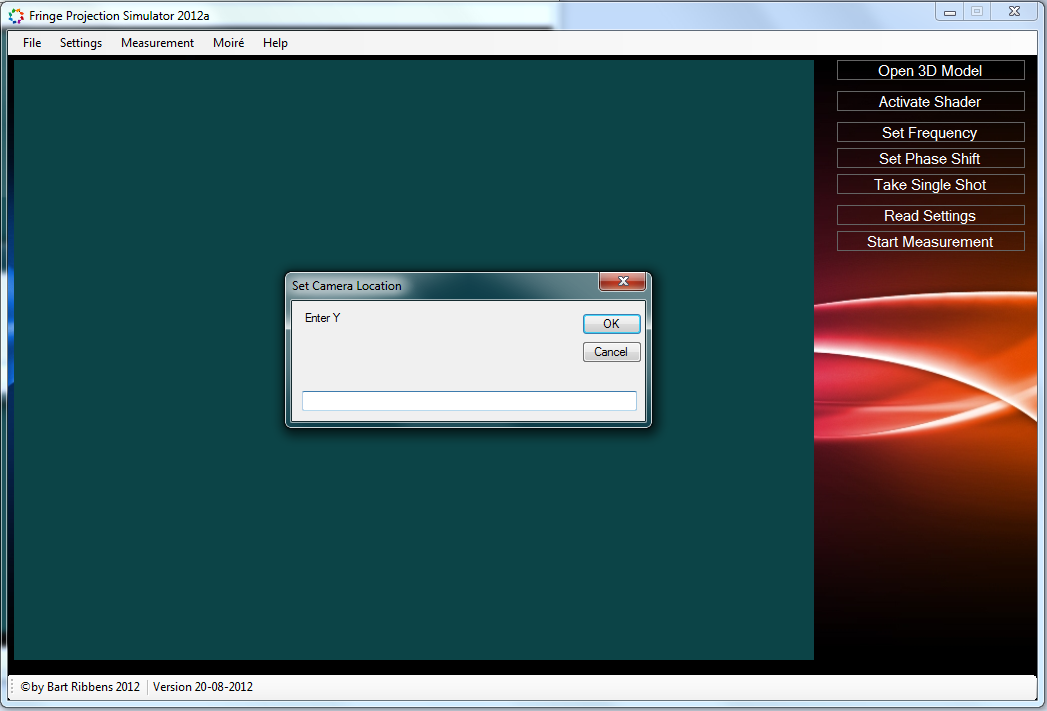 Fringe Projection Simulator 2012a
File Settings Measurement Moiré Help
Open 3D Model
Activate Shader
Set Frequency
Set Phase Shift
Take Single Shot
Read Settings
Start Measurement
Set Camera Location
Enter Y
OK
Cancel
©by Bart Ribbens 2012 Version 20-08-2012